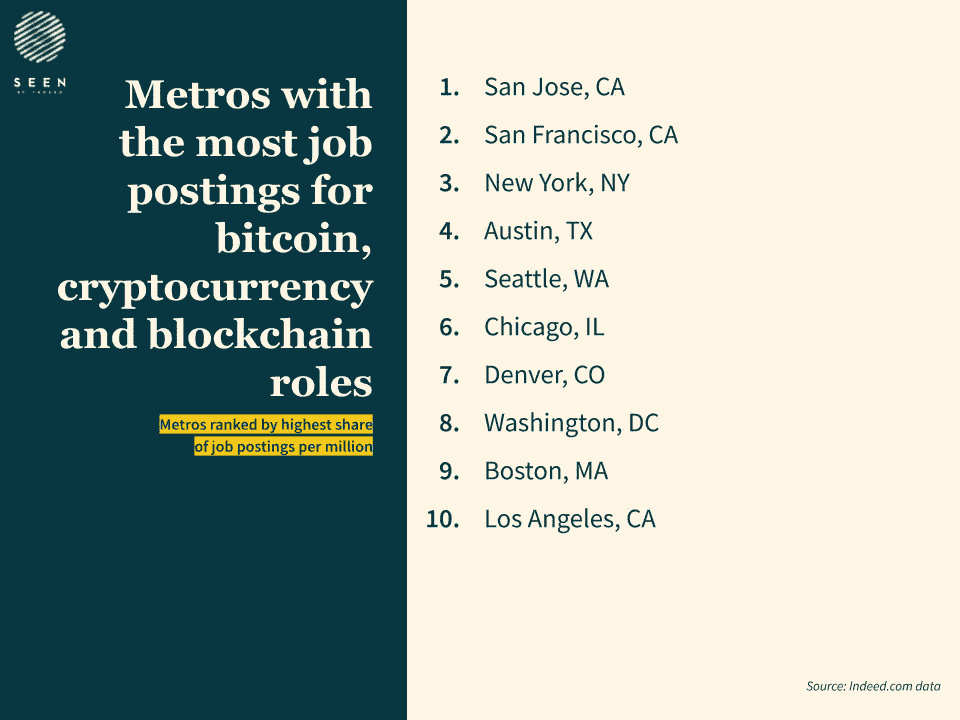 SEEN
BY INDEED
Metros with
the most job
postings for
bitcoin,
cryptocurrency
and blockchain
roles
Metros ranked by highest share
of job postings per million
1. San Jose, CA
2. San Francisco, CA
3. New York, NY
4. Austin, TX
5. Seattle, WA
6. Chicago, IL
7. Denver, CO
8. Washington, DC
9. Boston, MA
10. Los Angeles, CA
Source: Indeed.com data